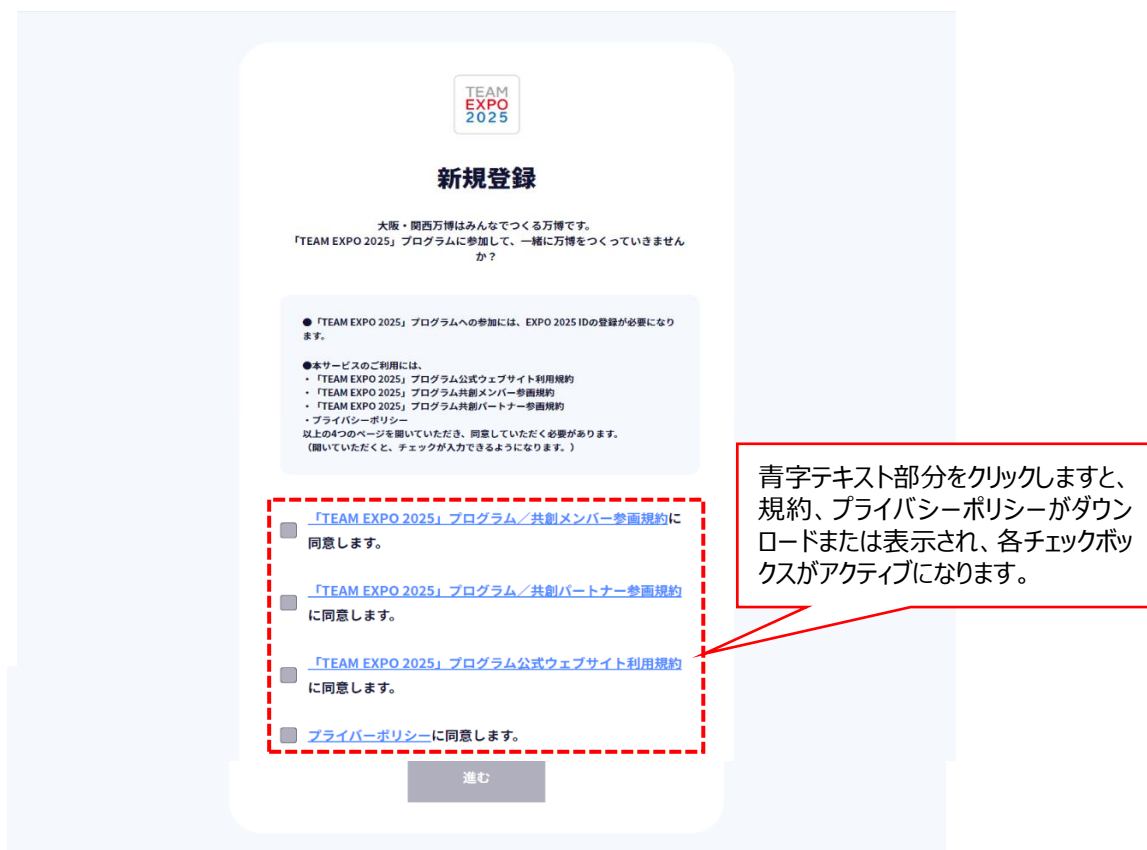 TEAM
EXPO
2025
新規登録
大阪・関西万博はみんなでつくる万博です。
「TEAM EXPO 2025」プログラムに参加して、一緒に万博をつくっていきません
か？
●「TEAM EXPO 2025」プログラムへの参加には、EXPO 2025 IDの登録が必要になり
ます。
●本サービスのご利用には、
・「TEAM EXPO 2025」プログラム公式ウェブサイト利用規約
・「TEAM EXPO 2025」プログラム共創メンバー参画規約
・「TEAM EXPO 2025」プログラム共創パートナー参画規約
・プライバシーポリシー
以上の4つのページを開いていただき、同意していただく必要があります。
（開いていただくと、チェックが入力できるようになります。）
「TEAM EXPO 2025」プログラム／共創メンバー参画規約に
同意します。
「TEAM EXPO 2025」プログラム／共創パートナー参画規約
に同意します。
「TEAM EXPO 2025」プログラム公式ウェブサイト利用規約
に同意します。
プライバーポリシーに同意します。
進む
青字テキスト部分をクリックしますと、
規約、プライバシーポリシーがダウン
ロードまたは表示され、各チェックボッ
クスがアクティブになります。